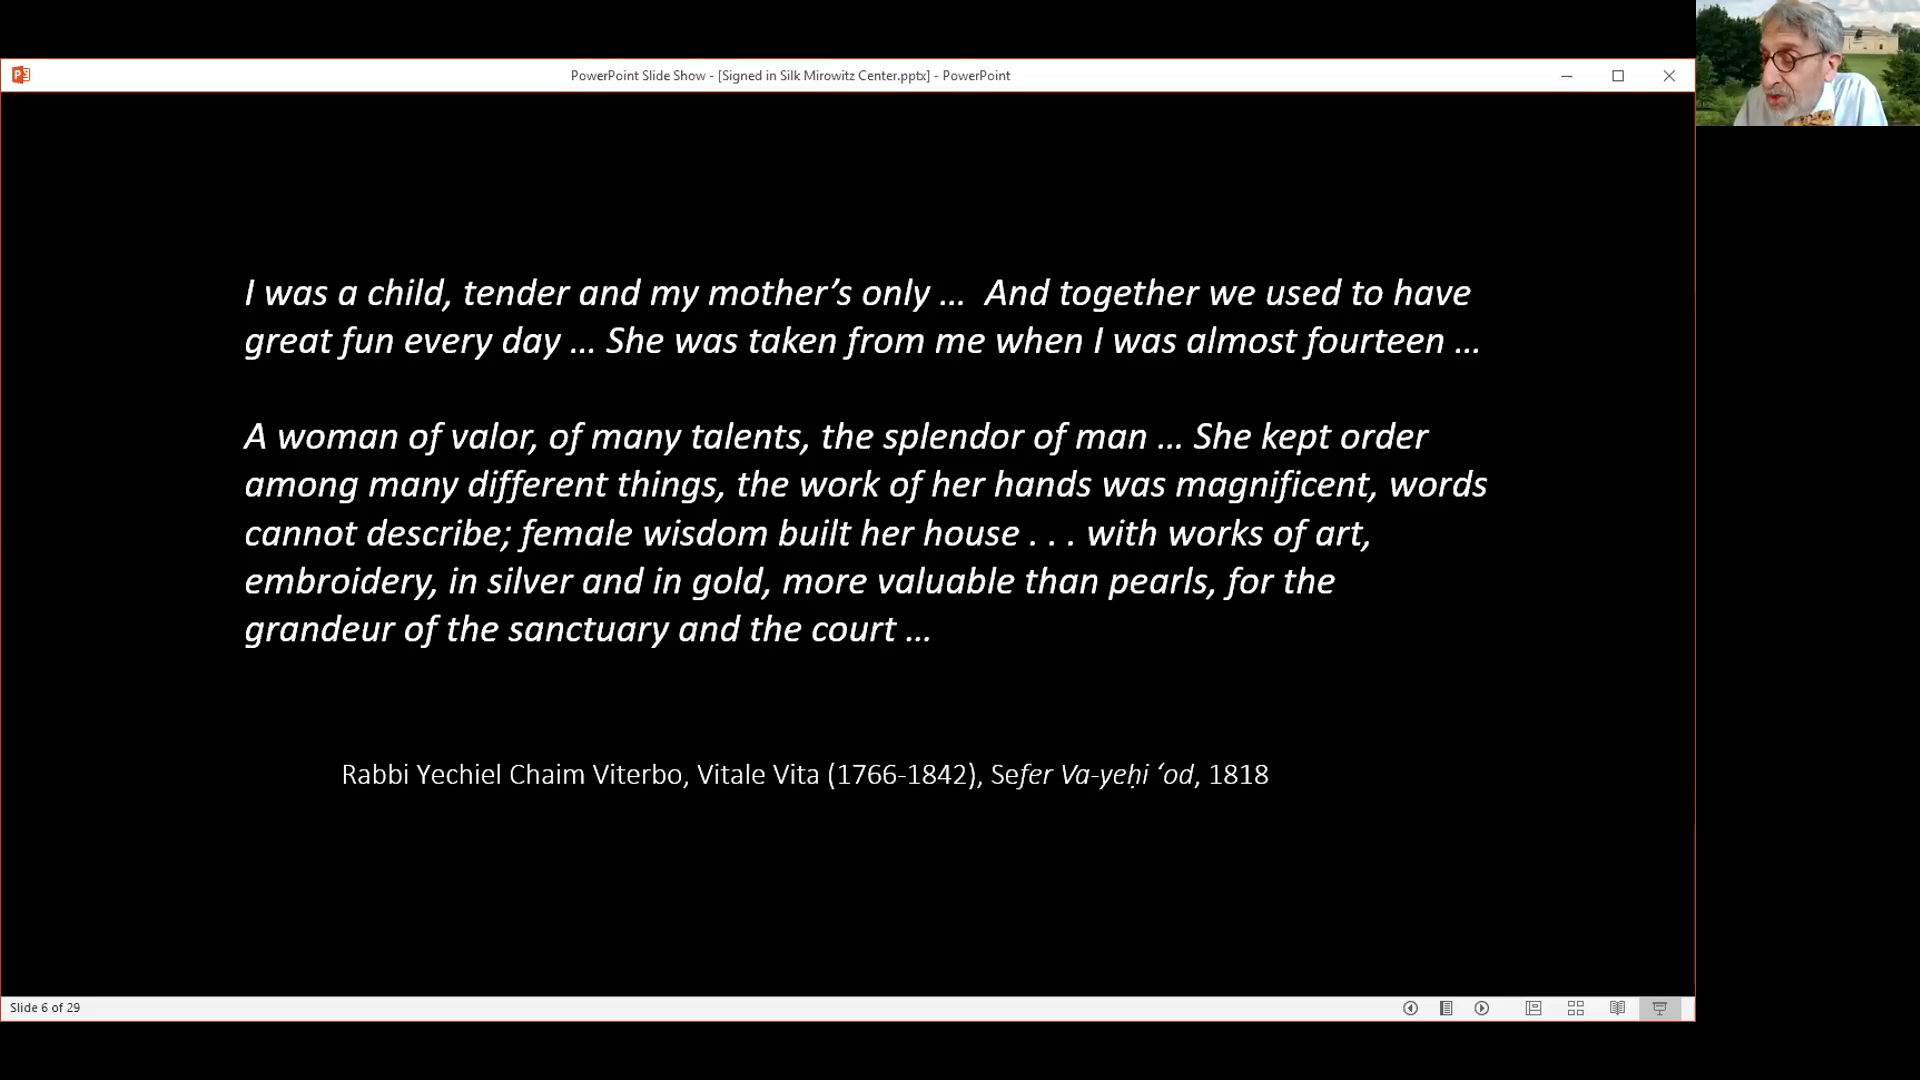 PowerPoint Slide Show - [Signed in Silk Mirowitz Center.pptx] - PowerPoint
I was a child, tender and my mother’s only … And together we used to have
great fun every day … She was taken from me when I was almost fourteen …
A woman of valor, of many talents, the splendor of man … She kept order
among many different things, the work of her hands was magnificent, words
cannot describe; female wisdom built her house . . . with works of art,
embroidery, in silver and in gold, more valuable than pearls, for the
grandeur of the sanctuary and the court …
Rabbi Yechiel Chaim Viterbo, Vitale Vita (1766-1842), Sefer Va-yeḥi ‘od, 1818
Slide 6 of 29